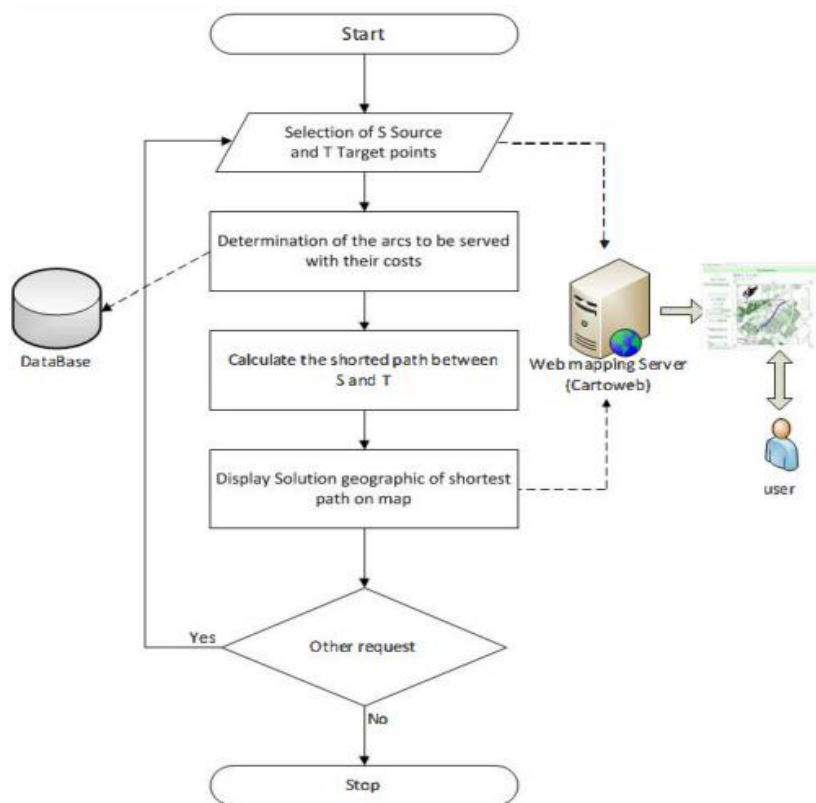 Start
Selection of S Source
and T Target points
Determination of the arcs to be served
with their costs
DataBase
Calculate the shorted path between
S and T
Web mapping Server
{Cartoweb}
Display Solution geographic of shortest
path on map
user
Yes
Other request
No
Stop